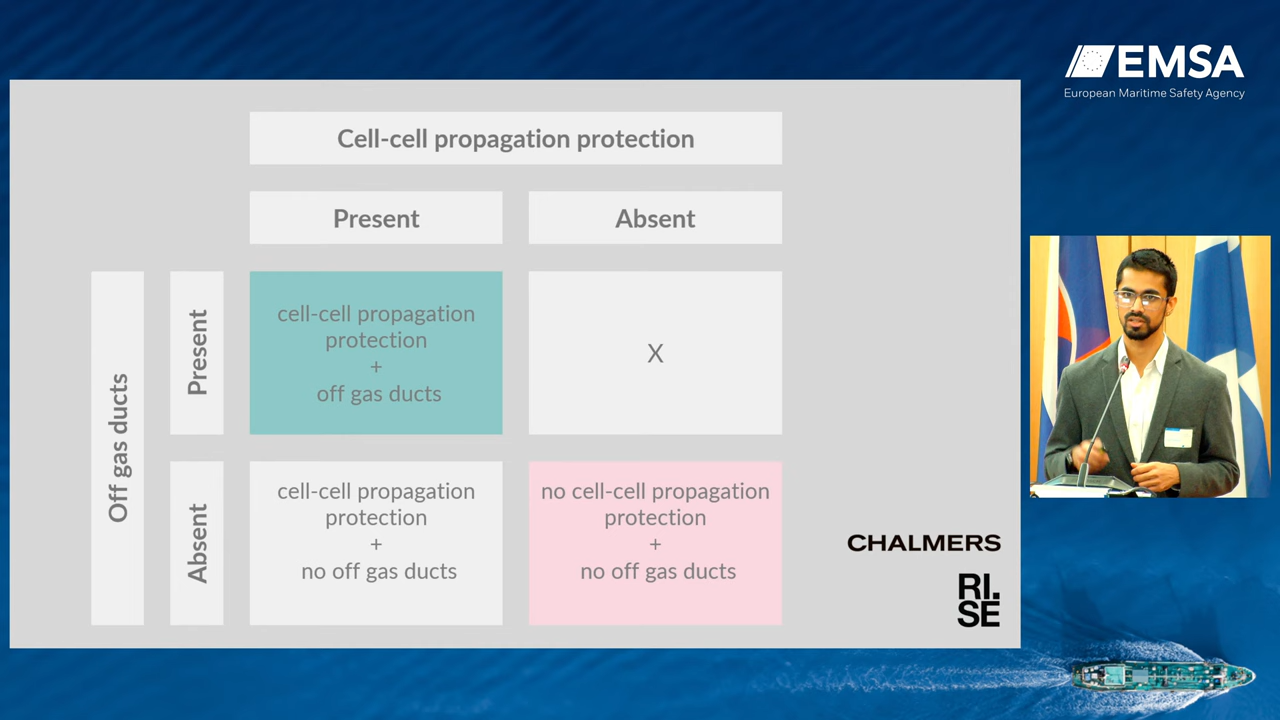 EMSA
European Maritime Safety Agency
Cell-cell propagation protection
Present
Absent
Off gas ducts
Present
cell-cell propagation
protection
+
off gas ducts
X
Absent
cell-cell propagation
protection
+
no off gas ducts
no cell-cell propagation
protection
+
no off gas ducts
CHALMERS
RI.
SE